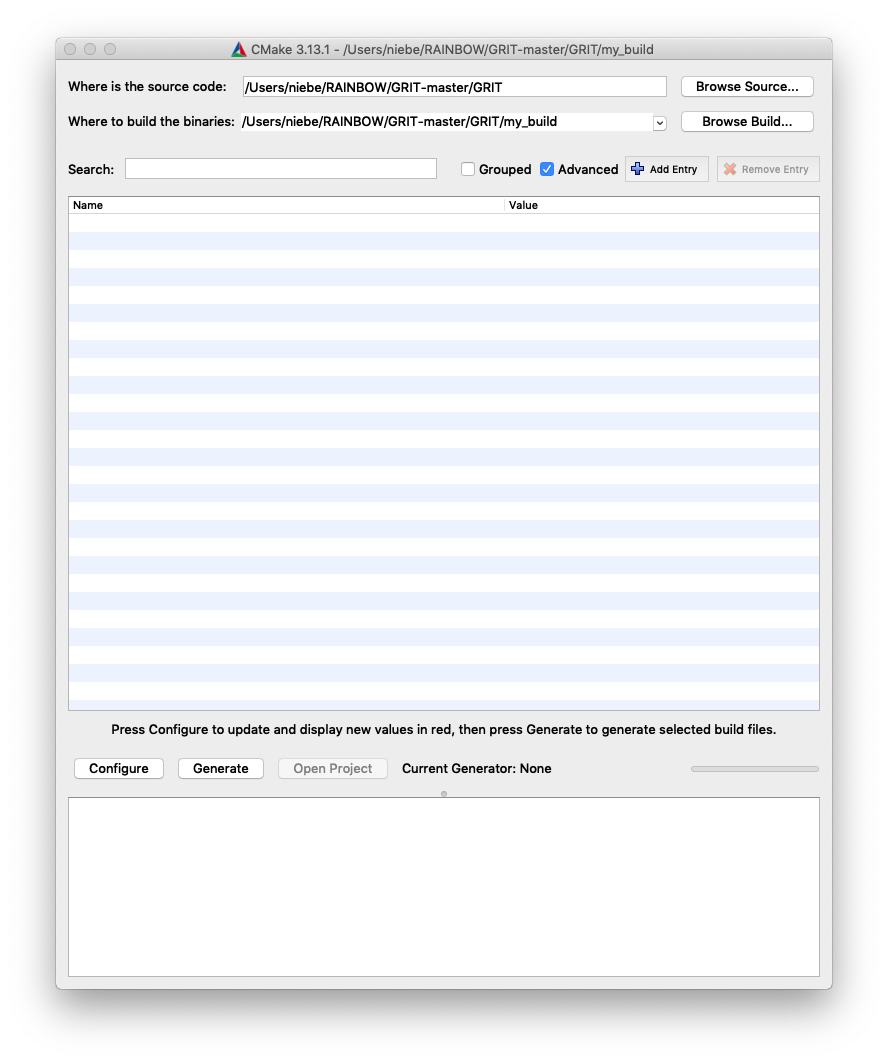 CMake 3.13.1 - /Users/niebe/RAINBOW/GRIT-master/GRIT/my_build
Where is the source code: /Users/niebe/RAINBOW/GRIT-master/GRIT Browse Source...
Where to build the binaries: /Users/niebe/RAINBOW/GRIT-master/GRIT/my_build Browse Build...
Search: Grouped Advanced Add Entry Remove Entry
Name Value
Press Configure to update and display new values in red, then press Generate to generate selected build files.
Configure Generate Open Project Current Generator: None